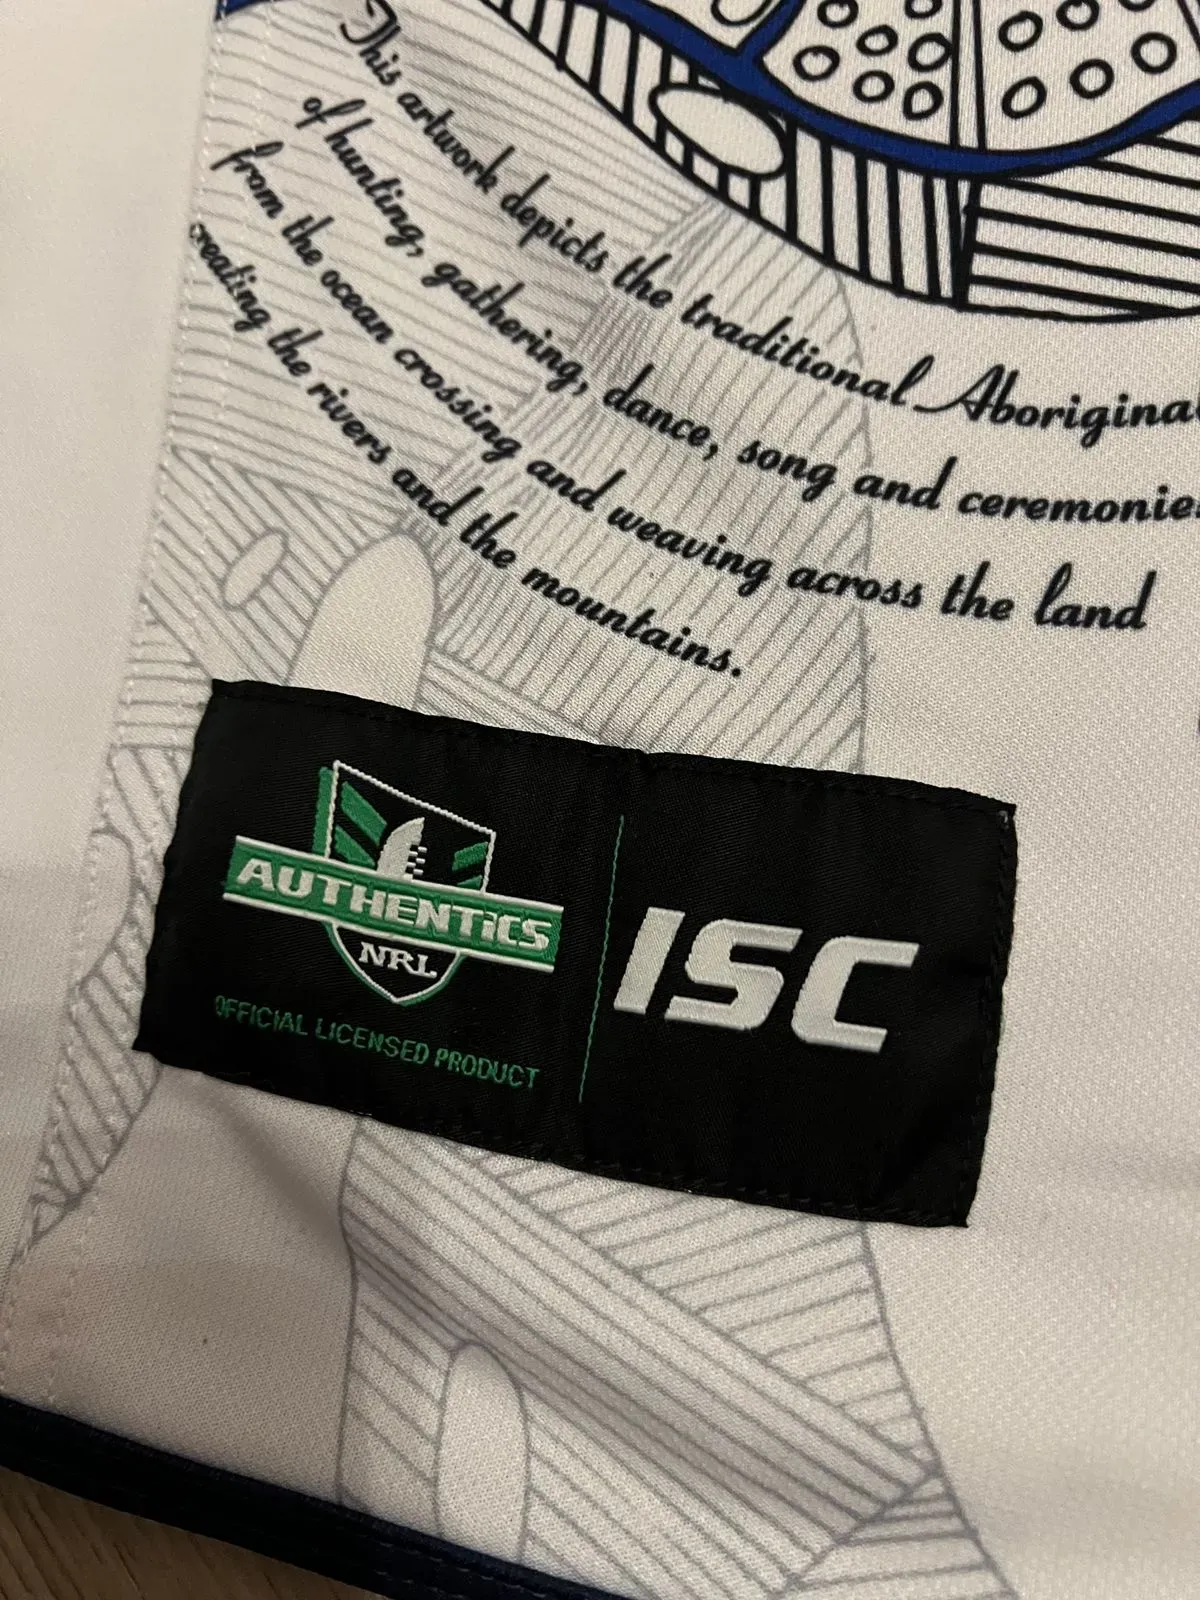 This artwork depicts the traditional Aboriginal
of hunting, gathering, dance, song and ceremonies
from the ocean crossing and weaving across the land
creating the rivers and the mountains.
AUTHENTICS
NRL
OFFICIAL LICENSED PRODUCT
ISC